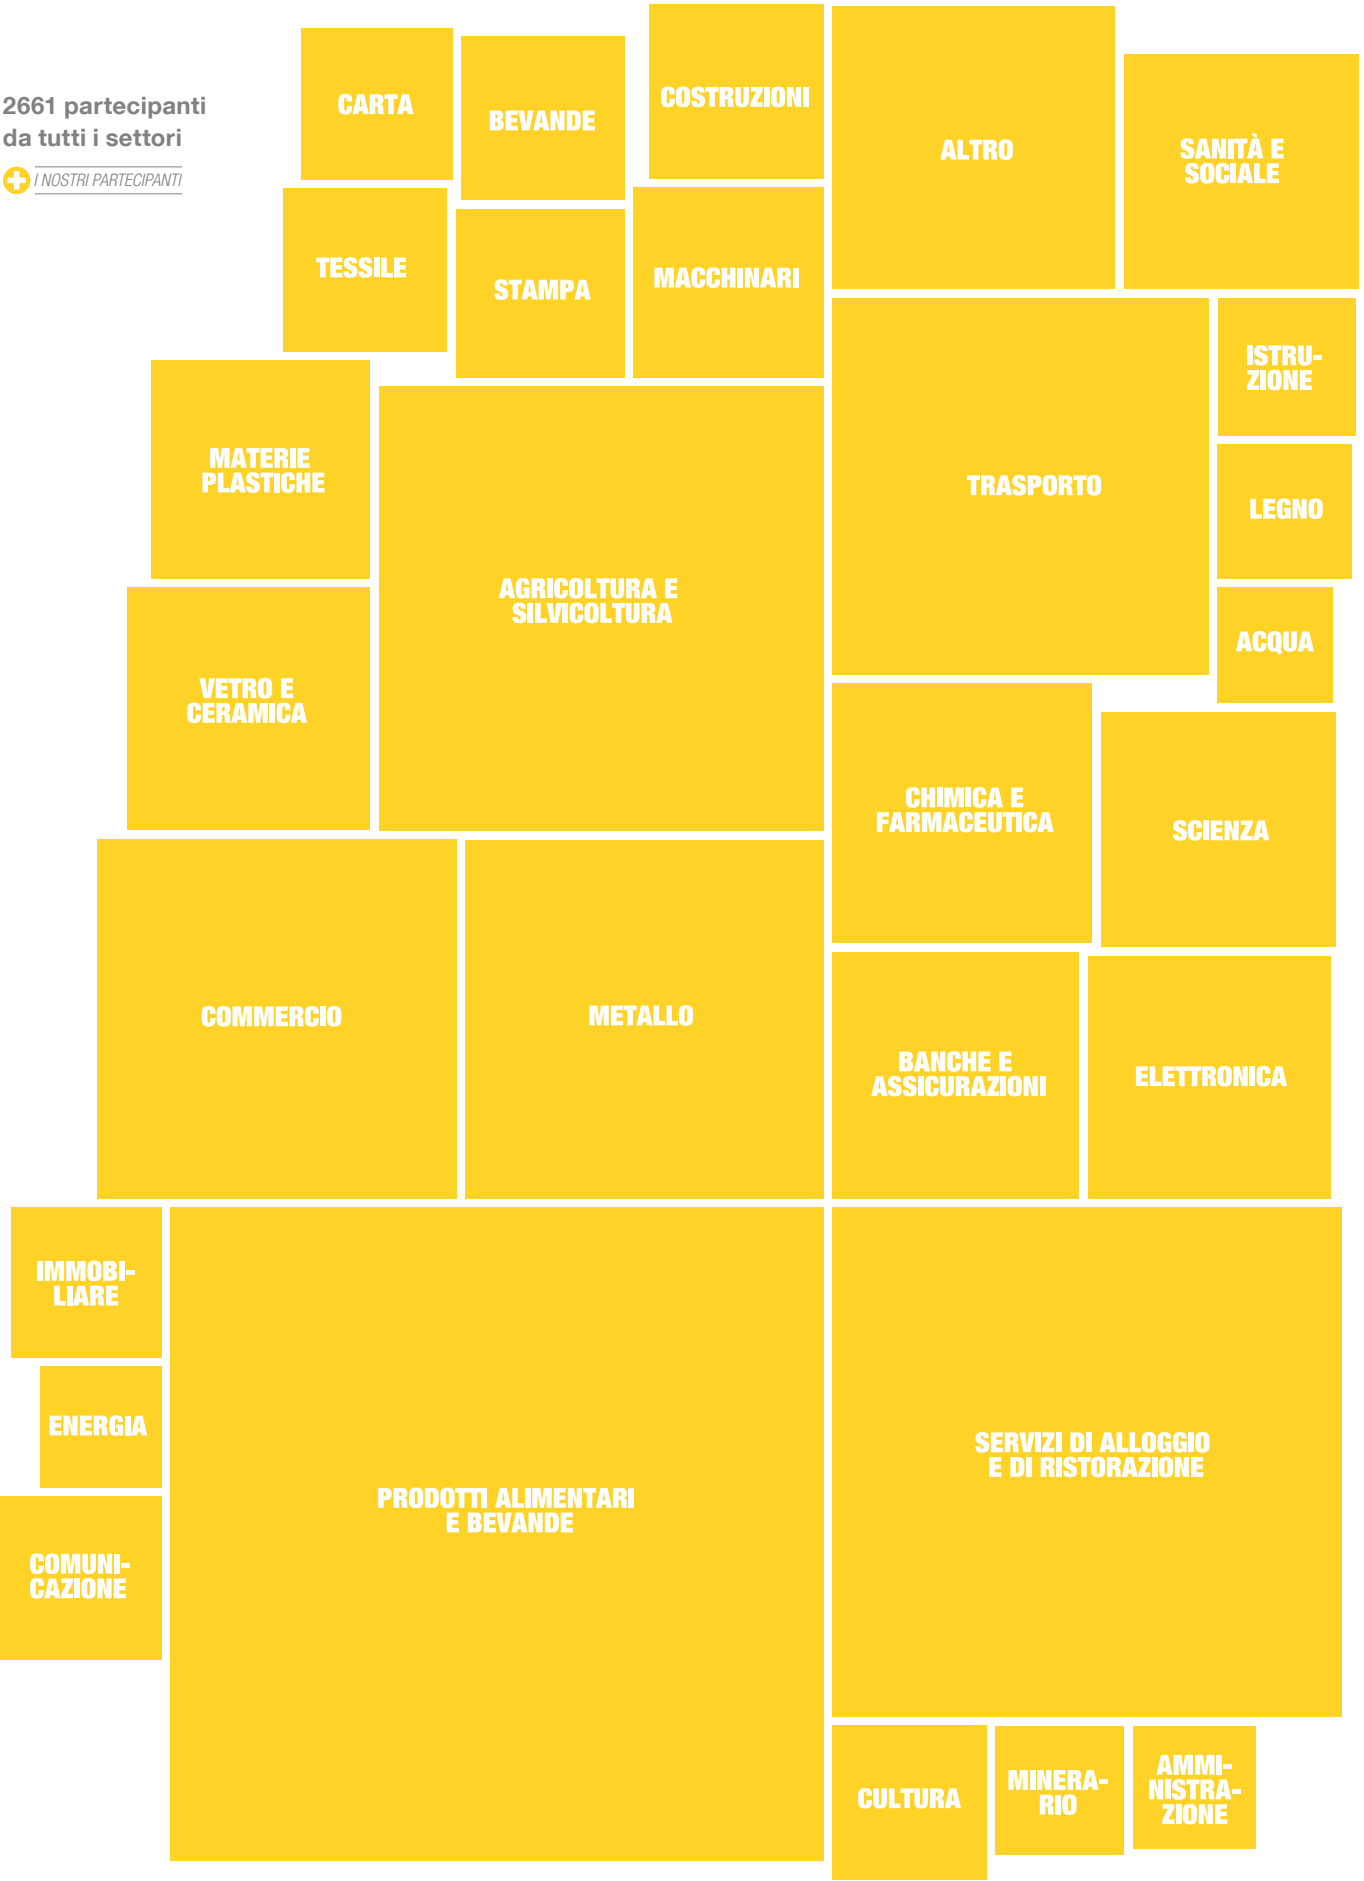 2661 partecipanti
da tutti i settori
I NOSTRI PARTECIPANTI
CARTA
BEVANDE
COSTRUZIONI
ALTRO
SANITÀ E
SOCIALE
TESSILE
STAMPA
MACCHINARI
TRASPORTO
ISTRU-
ZIONE
LEGNO
ACQUA
MATERIE
PLASTICHE
AGRICOLTURA E
SILVICOLTURA
VETRO E
CERAMICA
CHIMICA E
FARMACEUTICA
SCIENZA
COMMERCIO
METALLO
BANCHE E
ASSICURAZIONI
ELETTRONICA
IMMOBI-
LIARE
ENERGIA
COMUNI-
CAZIONE
PRODOTTI ALIMENTARI
E BEVANDE
SERVIZI DI ALLOGGIO
E DI RISTORAZIONE
CULTURA
MINERA-
RIO
AMMI-
NISTRA-
ZIONE